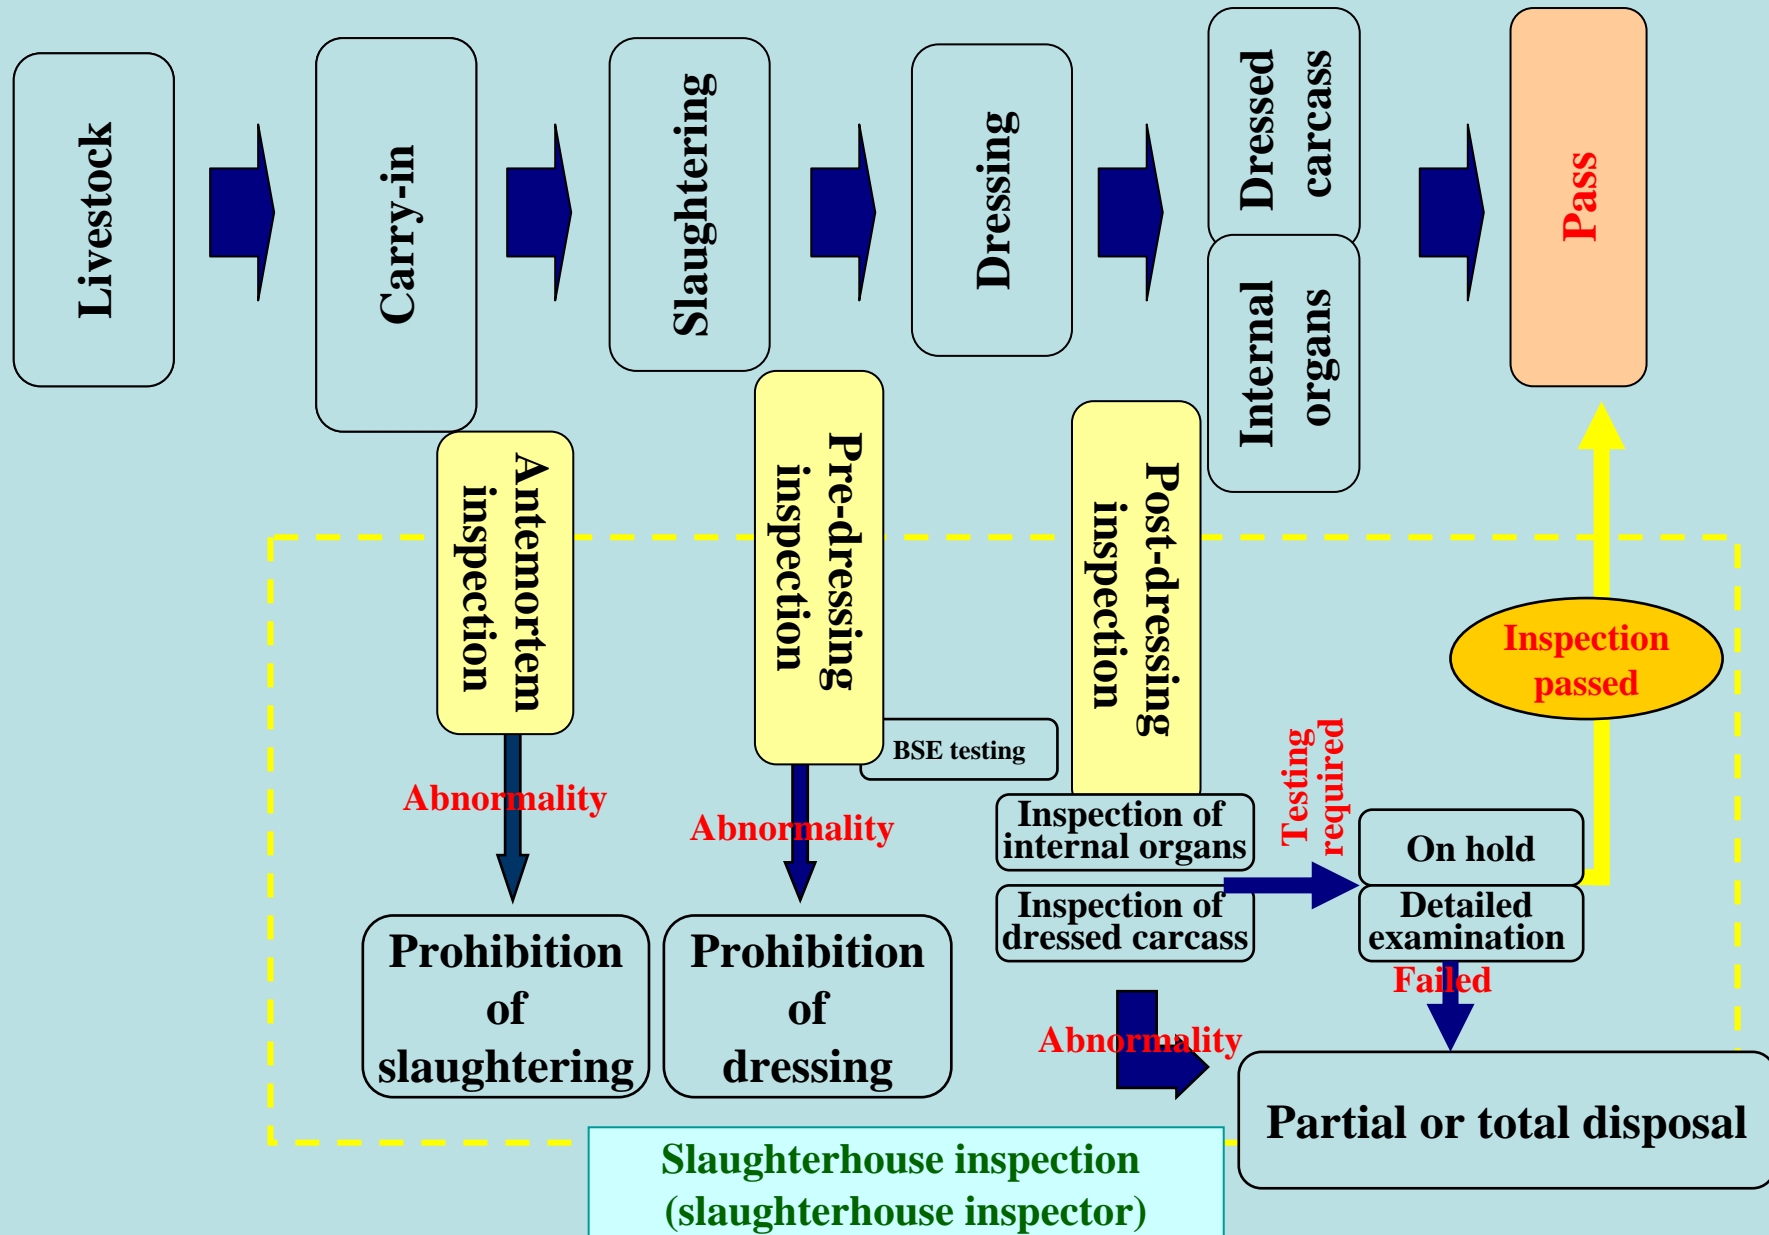 Livestock
Carry-in
Slaughtering
Dressing
Dressed
carcass
Internal
organs
Pass
Antemortem
inspection
Pre-dressing
inspection
Post-dressing
inspection
Inspection
passed
BSE testing
Abnormality
Abnormality
Inspection of
internal organs
Testing
required
On hold
Inspection of
dressed carcass
Detailed
examination
Failed
Prohibition
of
slaughtering
Prohibition
of
dressing
Abnormality
Partial or total disposal
Slaughterhouse inspection
(slaughterhouse inspector)